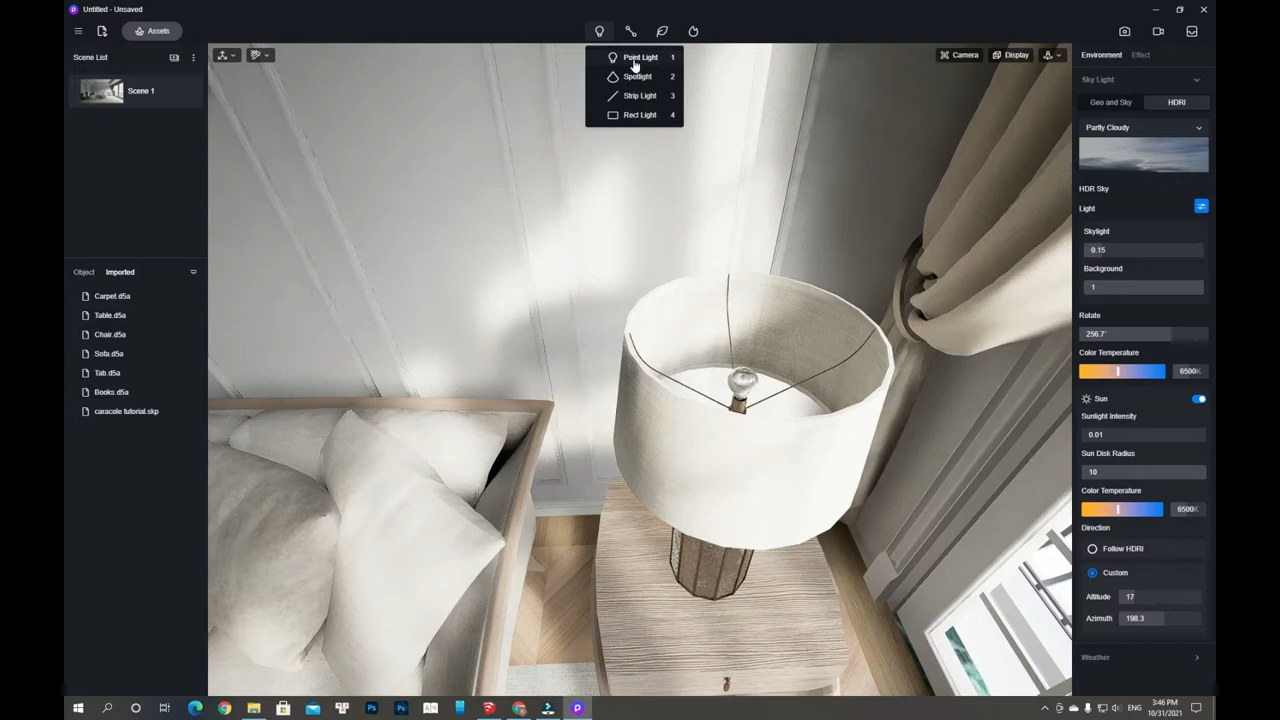 Untitled - Unsaved
Assets
Scene List
Scene 1
Object Imported
Carpet.d5a
Table.d5a
Chair.d5a
Sofa.d5a
Tab.d5a
Books.d5a
caracole tutorial.skp
Point Light 1
Spotlight 2
Strip Light 3
Rect Light 4
Camera Display
Environment Effect
Sky Light
Geo and Sky HDRI
Partly Cloudy
HDR Sky
Light
Skylight
0.15
Background
1
Rotate
256.7°
Color Temperature
6500K
Sun
Sunlight Intensity
0.01
Sun Disk Radius
10
Color Temperature
6500K
Direction
Follow HDRI
Custom
Altitude 17
Azimuth 198.3
Weather
ENG
3:46 PM
10/31/2021